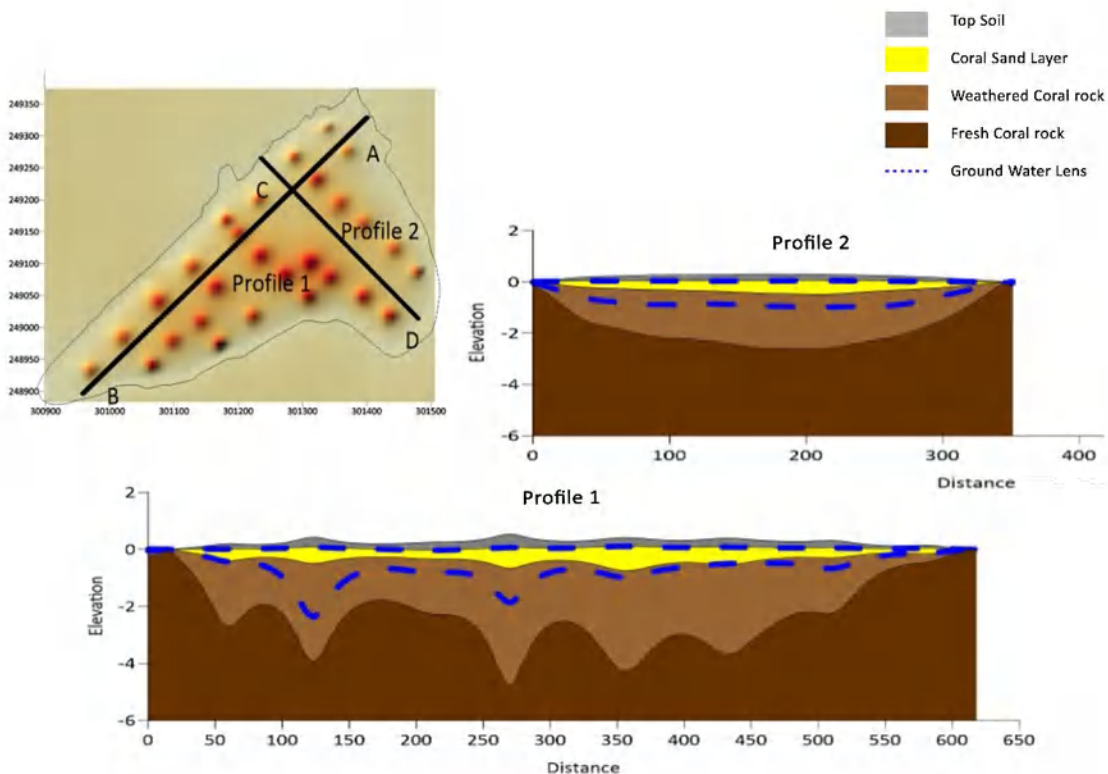 Top Soil
Coral Sand Layer
Weathered Coral rock
Fresh Coral rock
Ground Water Lens
249350
249300
249250
249200
249150
249100
249050
249000
248950
248900
300900 301000 301100 301200 301300 301400 301500
A
C
Profile 2
Profile 1
D
B
Profile 2
Elevation
2
0
-2
-4
-6
0 100 200 300 400
Distance
Profile 1
Elevation
2
0
-2
-4
-6
0 50 100 150 200 250 300 350 400 450 500 550 600 650
Distance